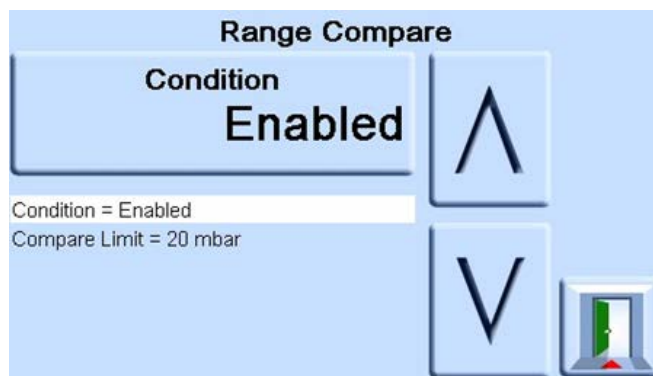 Range Compare
Condition
Enabled
Condition = Enabled
Compare Limit = 20 mbar